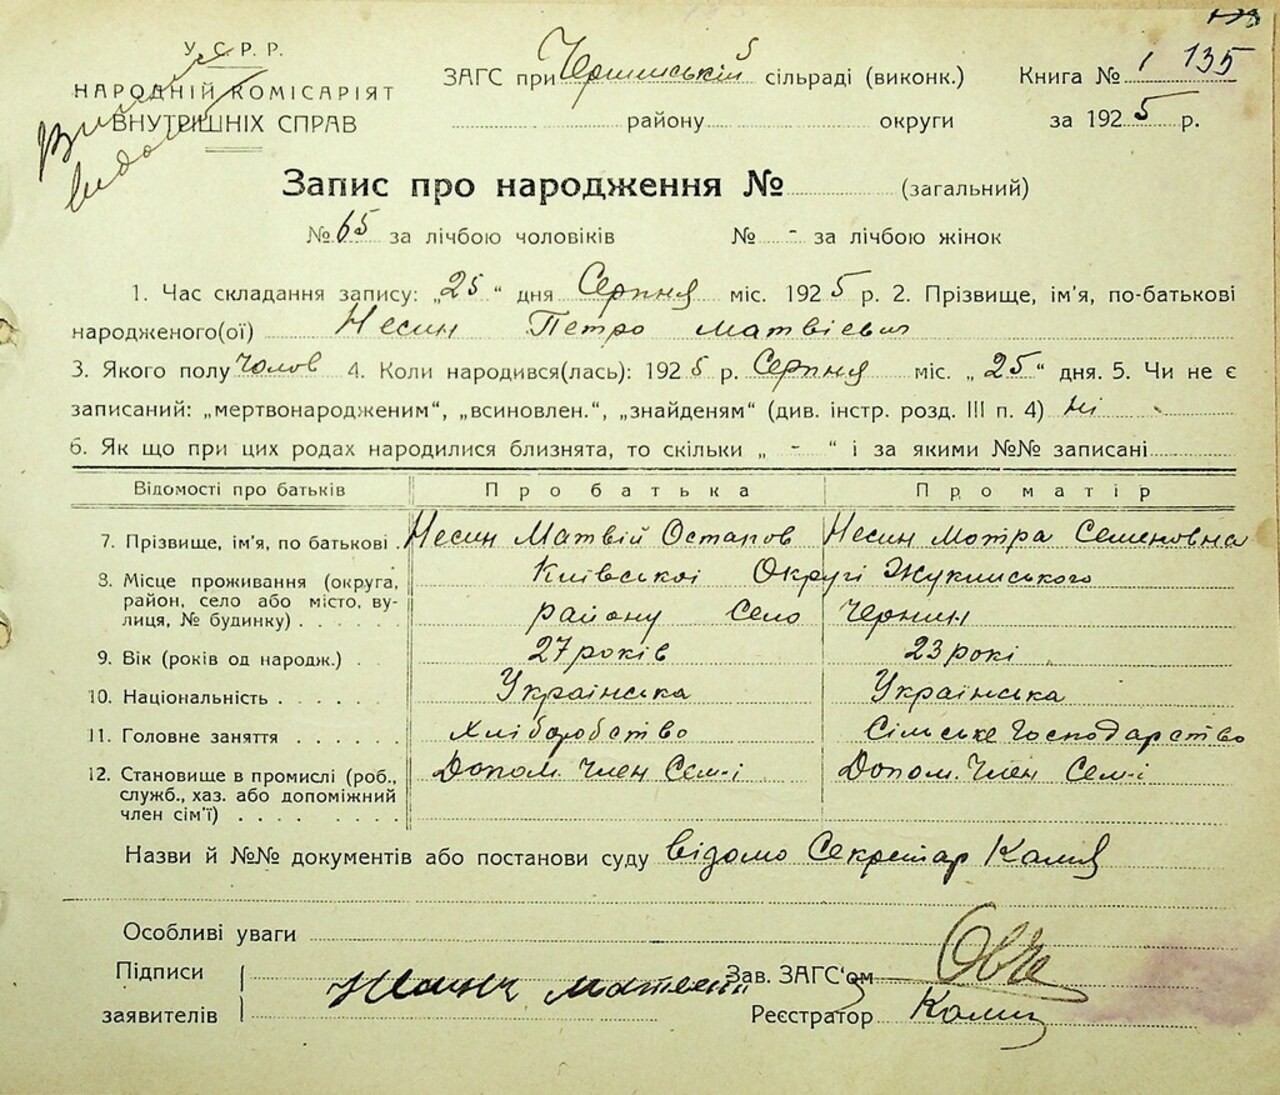 У. С. Р. Р.
НАРОДНІЙ КОМІСАРІЯТ
ВНУТРІШНІХ СПРАВ
ЗАГС при сільраді (виконк.)
району округи
Книга № 1 135
за 1925 р.
Запис про народження № (загальний)
№ 65 за лічбою чоловіків № - за лічбою жінок
1. Час складання запису: „25“ дня Серпня міс. 1925 р. 2. Прізвище, ім'я, по-батькові
народженого(ої) Несин Петро Матвієвич
3. Якого полу чолов 4. Коли народився(лась): 1925 р. Серпня міс. „25“ дня. 5. Чи не є
записаний: „мертвонародженим“, „всиновлен.“, „знайденям“ (див. інстр. розд. III п. 4) ні
6. Як що при цих родах народилися близнята, то скільки „ - “ і за якими №№ записані
Відомості про батьків Про батька Про матір
7. Прізвище, ім'я, по батькові Несин Матвій Остапов Несин Мотра Семеновна
8. Місце проживання (округа, район, село або місто, вулиця, № будинку) Київськоі Округі Жуклиського
району Село Чернин
9. Вік (років од народж.) 27 років 23 рокі
10. Національність Українська Українська
11. Головне заняття Хліборобство Сільське Господарство
12. Становище в промислі (роб., служб., хаз. або допоміжний член сім'ї) Допом. Член Сем-і Допом. Член Сем-і
Назви й №№ документів або постанови суду відомо Секретар
Особливі уваги
Підписи
заявителів
Зав. ЗАГС'ом
Реєстратор